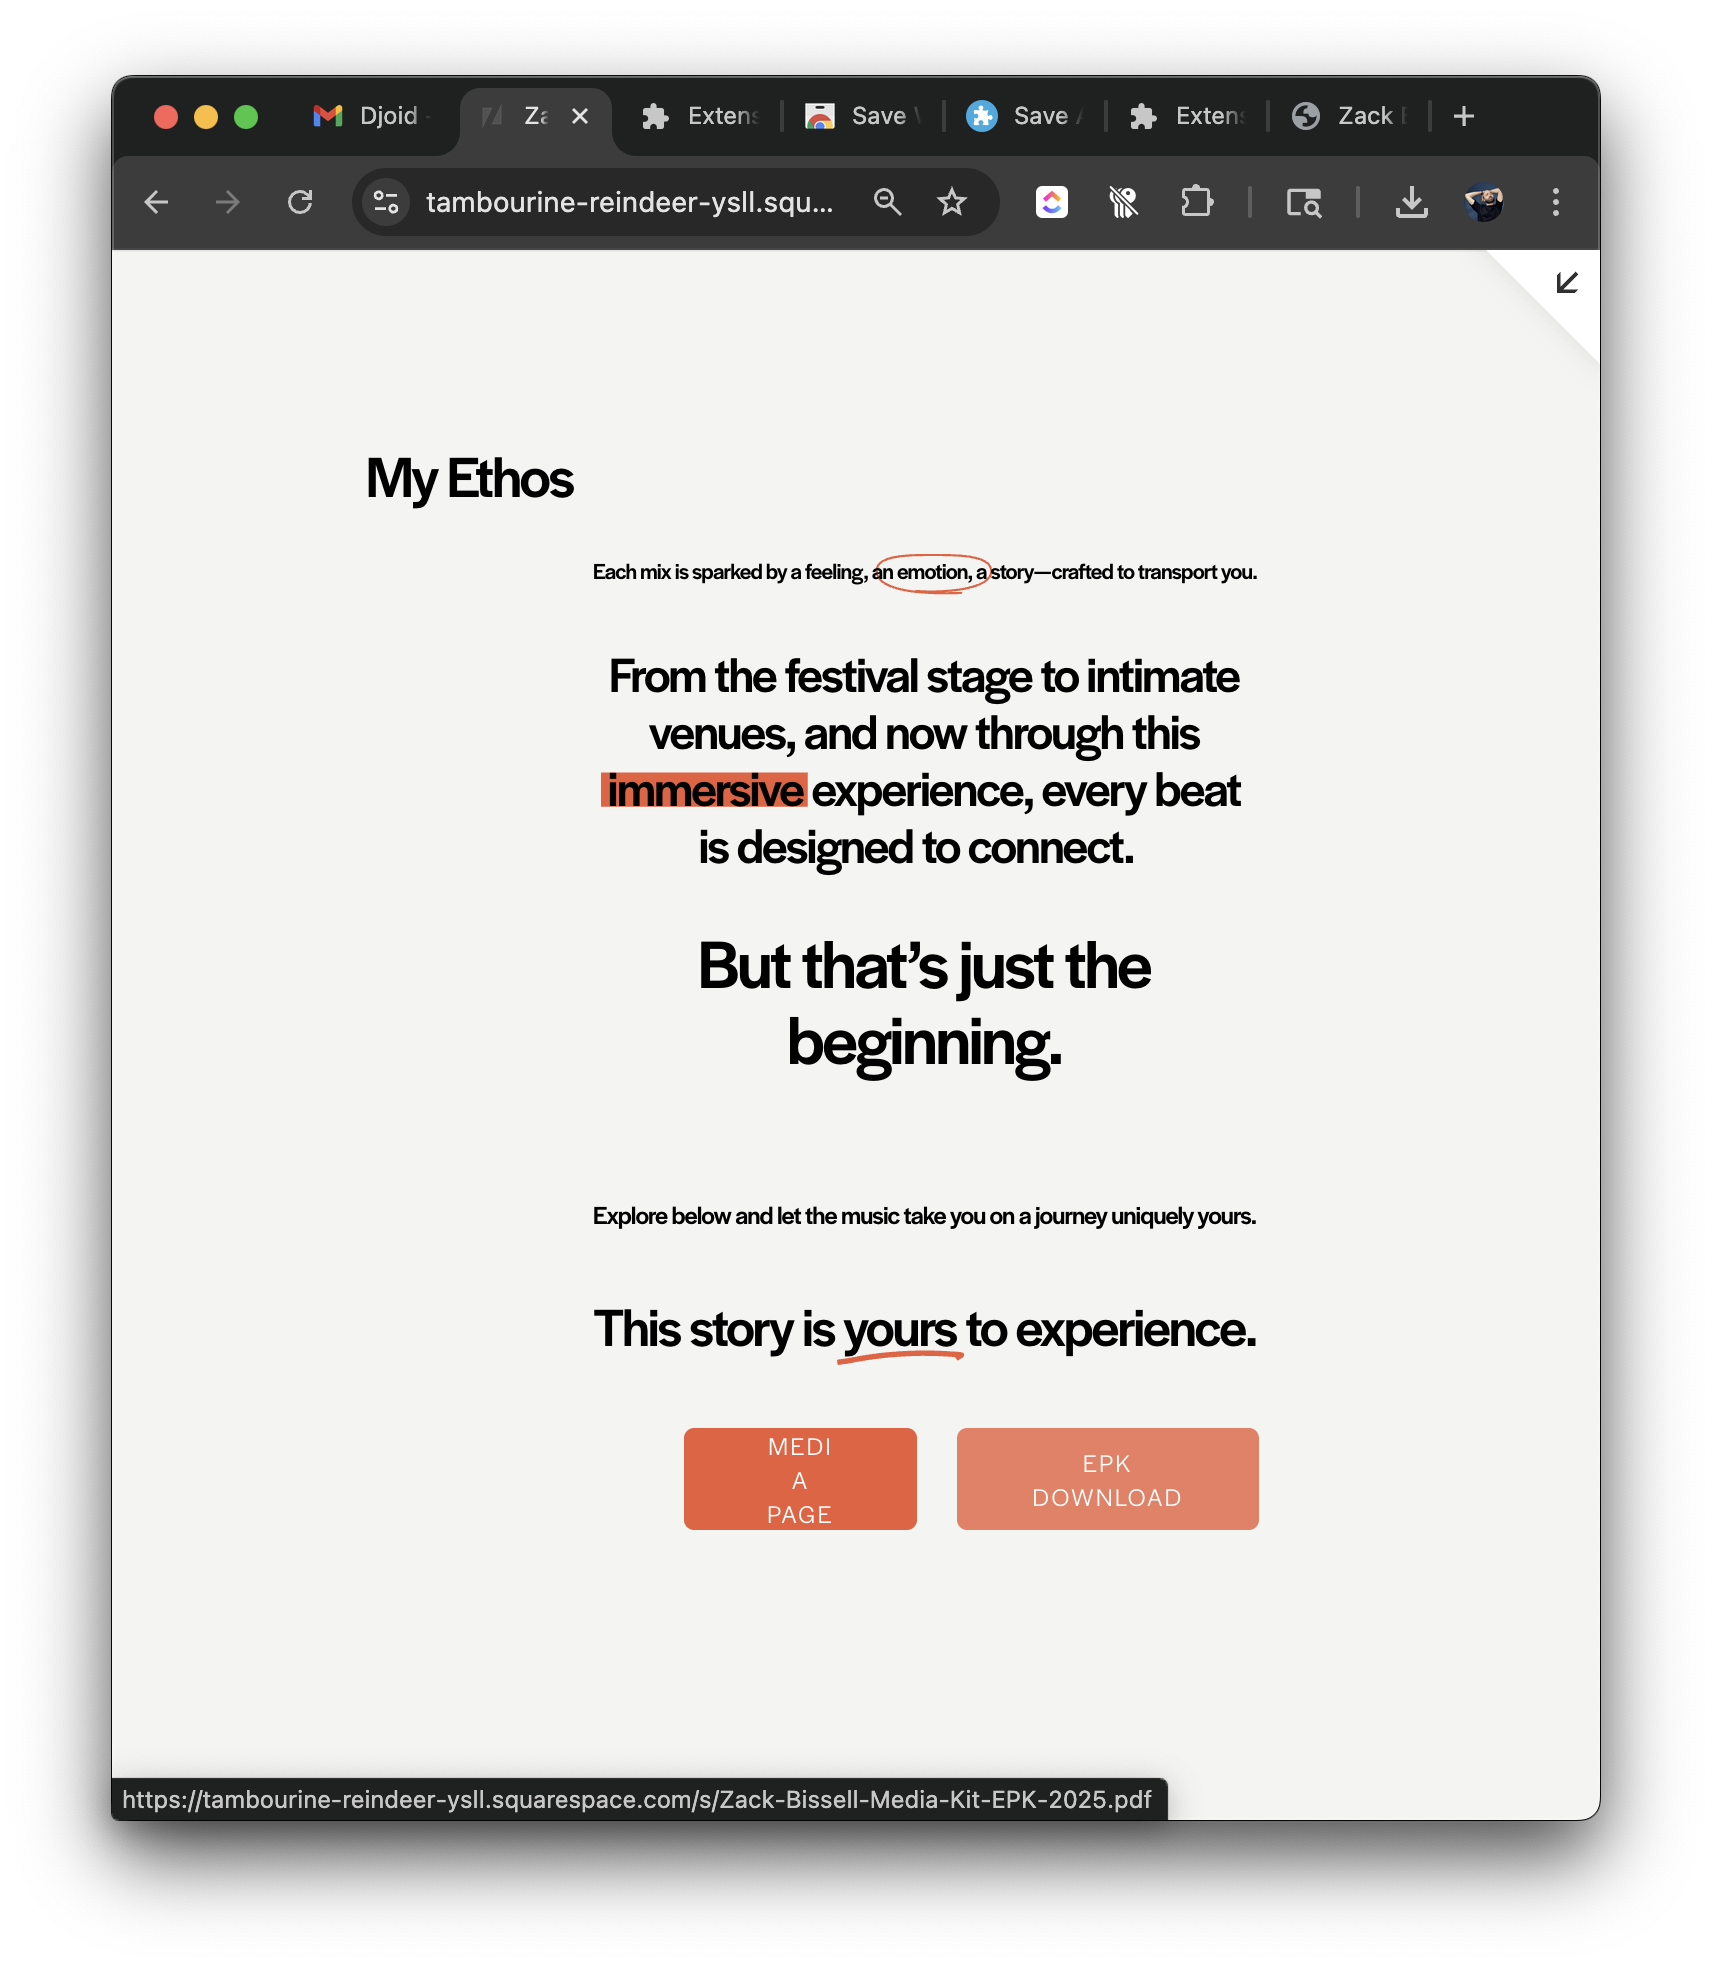 Djoid
Za
Extens
Save
Save
Extens
Zack
tambourine-reindeer-ysll.squ...
My Ethos
Each mix is sparked by a feeling, an emotion, a story—crafted to transport you.
From the festival stage to intimate
venues, and now through this
immersive experience, every beat
is designed to connect.
But that’s just the
beginning.
Explore below and let the music take you on a journey uniquely yours.
This story is yours to experience.
MEDI
A
PAGE
EPK
DOWNLOAD
https://tambourine-reindeer-ysll.squarespace.com/s/Zack-Bissell-Media-Kit-EPK-2025.pdf